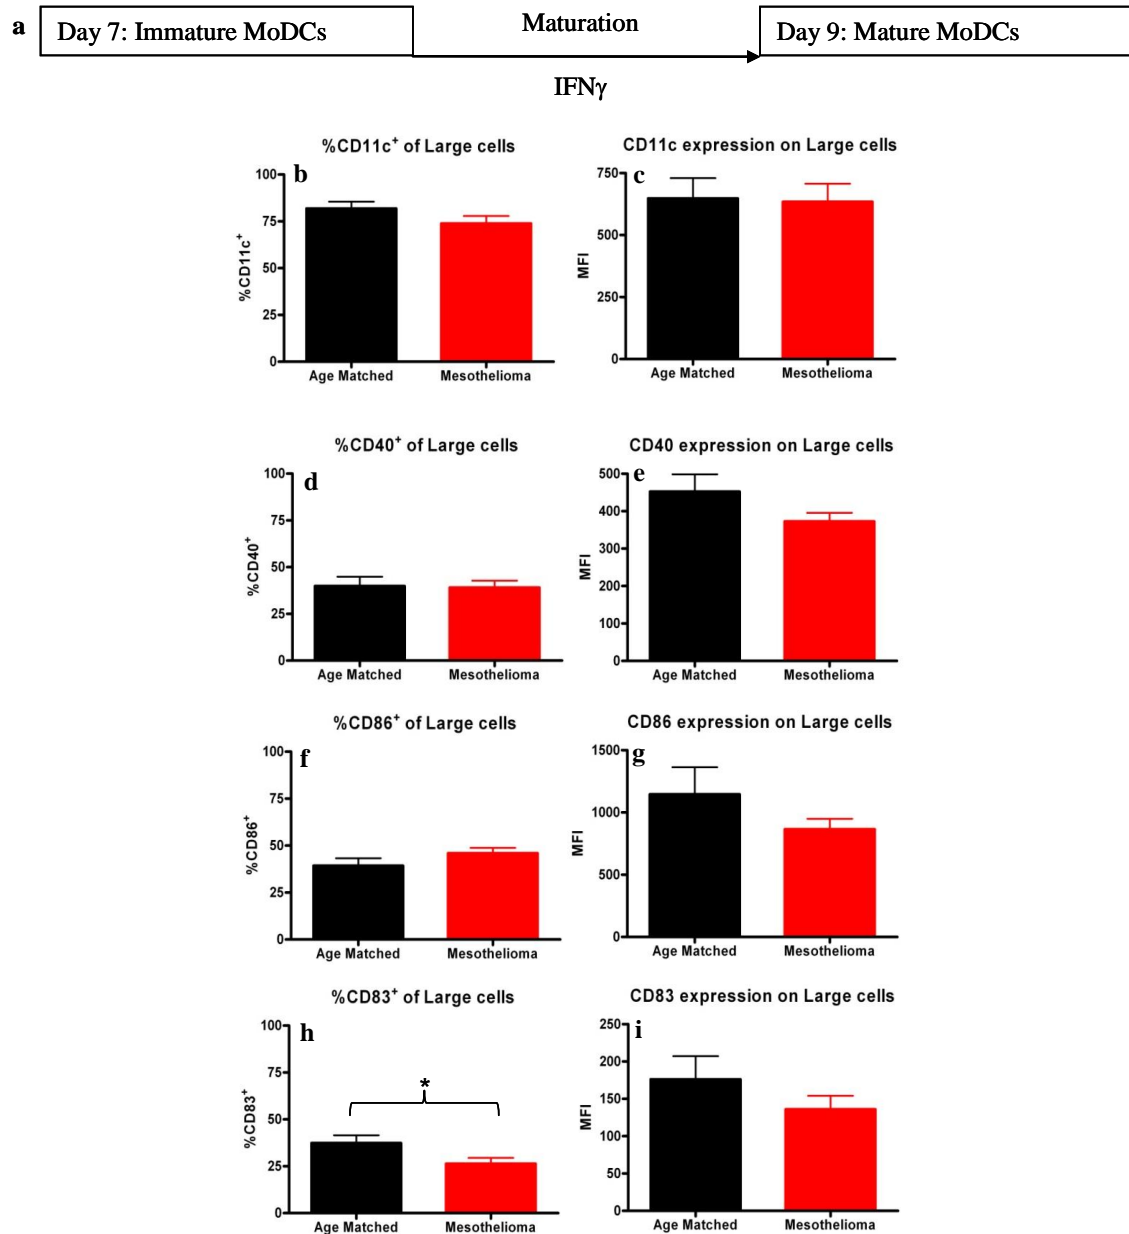 a
Day 7: Immature MoDCs
Maturation
Day 9: Mature MoDCs
IFNγ
%CD11c⁺ of Large cells
b
100
75
50
25
0
%CD11c⁺
Age Matched
Mesothelioma
CD11c expression on Large cells
c
750
500
250
0
MFI
Age Matched
Mesothelioma
%CD40⁺ of Large cells
d
100
75
50
25
0
%CD40⁺
Age Matched
Mesothelioma
CD40 expression on Large cells
e
500
400
300
200
100
0
MFI
Age Matched
Mesothelioma
%CD86⁺ of Large cells
f
100
75
50
25
0
%CD86⁺
Age Matched
Mesothelioma
CD86 expression on Large cells
g
1500
1000
500
0
MFI
Age Matched
Mesothelioma
%CD83⁺ of Large cells
h
100
75
50
25
0
%CD83⁺
*
Age Matched
Mesothelioma
CD83 expression on Large cells
i
250
200
150
100
50
0
MFI
Age Matched
Mesothelioma